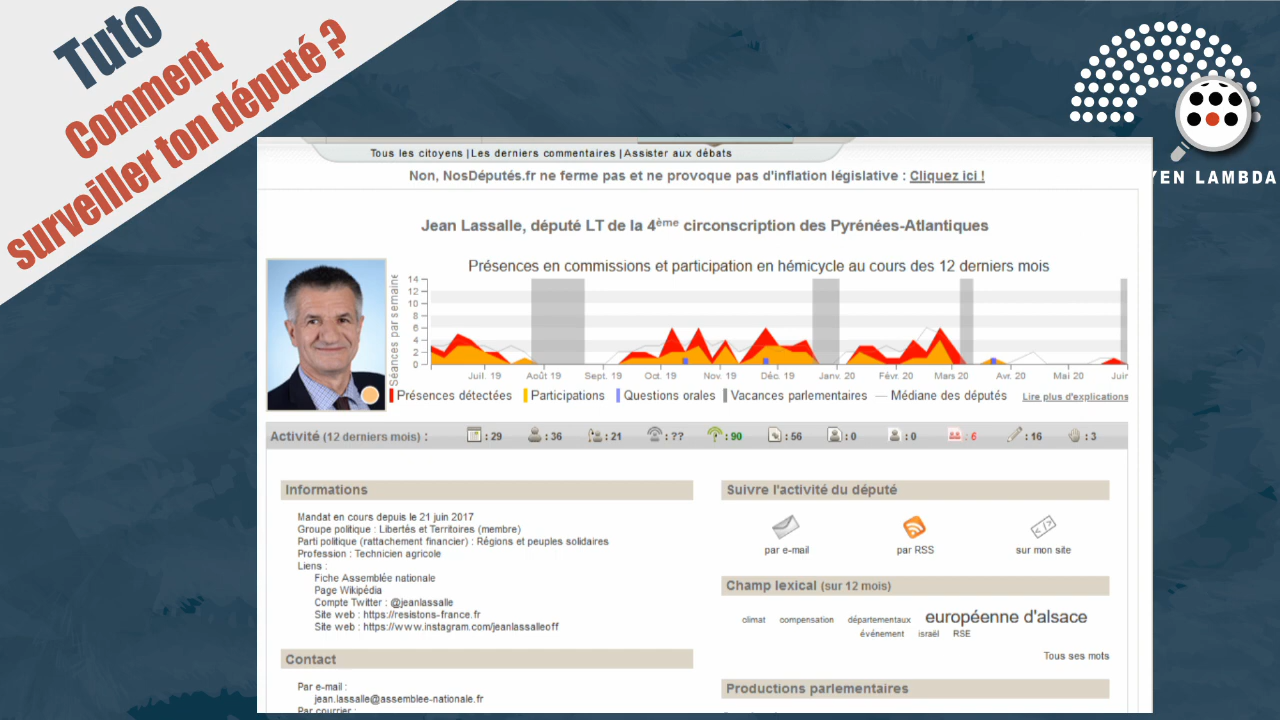 Tuto
Comment
surveiller ton député ?
YEN LAMBDA
Tous les citoyens | Les derniers commentaires | Assister aux débats
Non, NosDéputés.fr ne ferme pas et ne provoque pas d'inflation législative : Cliquez ici !
Jean Lassalle, député LT de la 4ème circonscription des Pyrénées-Atlantiques
Présences en commissions et participation en hémicycle au cours des 12 derniers mois
Séances par semaine
14
12
10
8
6
4
2
0
Juil. 19 Août 19 Sept. 19 Oct. 19 Nov. 19 Déc. 19 Janv. 20 Févr. 20 Mars 20 Avr. 20 Mai 20 Juin
Présences détectées Participations Questions orales Vacances parlementaires Médiane des députés Lire plus d'explications
Activité (12 derniers mois) : : 29 : 36 : 21 : ?? : 90 : 56 : 0 : 0 : 6 : 16 : 3
Informations
Mandat en cours depuis le 21 juin 2017
Groupe politique : Libertés et Territoires (membre)
Parti politique (rattachement financier) : Régions et peuples solidaires
Profession : Technicien agricole
Liens :
Fiche Assemblée nationale
Page Wikipédia
Compte Twitter : @jeanlassalle
Site web : https://resistons-france.fr
Site web : https://www.instagram.com/jeanlassalleoff
Contact
Par e-mail :
jean.lassalle@assemblee-nationale.fr
Par courrier :
Suivre l'activité du député
par e-mail par RSS sur mon site
Champ lexical (sur 12 mois)
climat compensation départementaux européenne d'alsace
événement israël RSE
Tous ses mots
Productions parlementaires